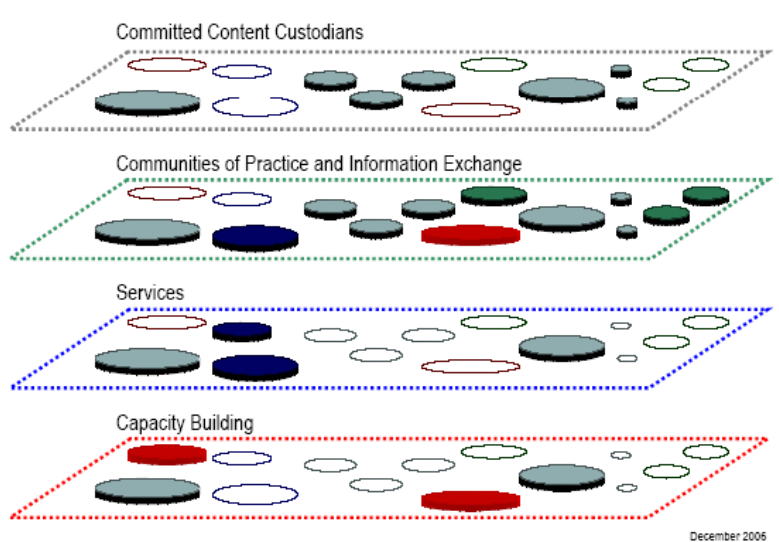 Committed Content Custodians
Communities of Practice and Information Exchange
Services
Capacity Building
December 2006